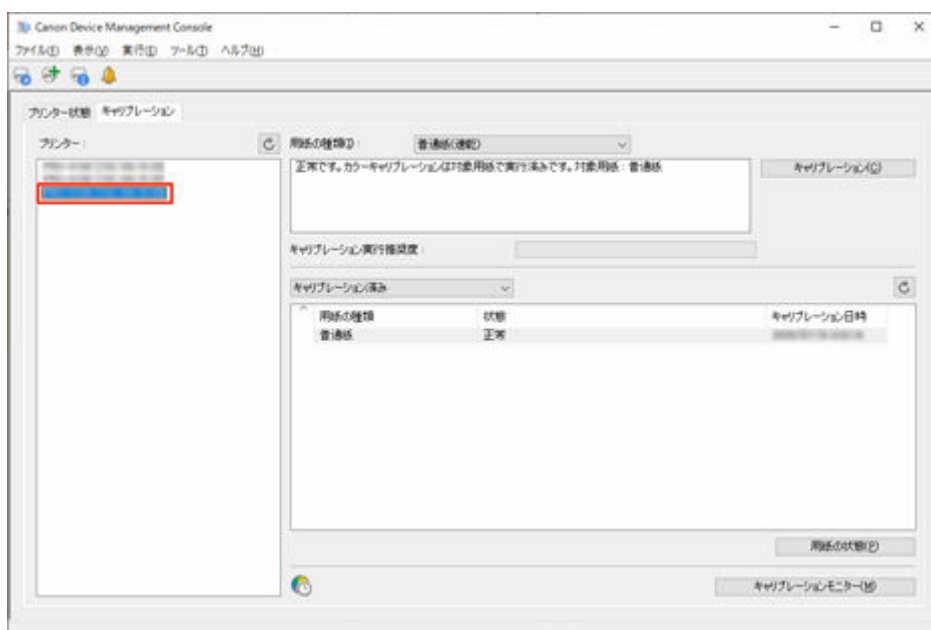 Canon Device Management Console
ファイル(F) 表示(V) 実行(E) ツール(T) ヘルプ(H)
プリンター状態 キャリブレーション
プリンター:
用紙の種類(I): 普通紙(速乾)
正常です。カラーキャリブレーションは対象用紙で実行済みです。対象用紙：普通紙
キャリブレーション(C)
キャリブレーション実行推奨度:
キャリブレーション済み
用紙の種類 状態 キャリブレーション日時
普通紙 正常
用紙の状態(P)
キャリブレーションモニター(M)